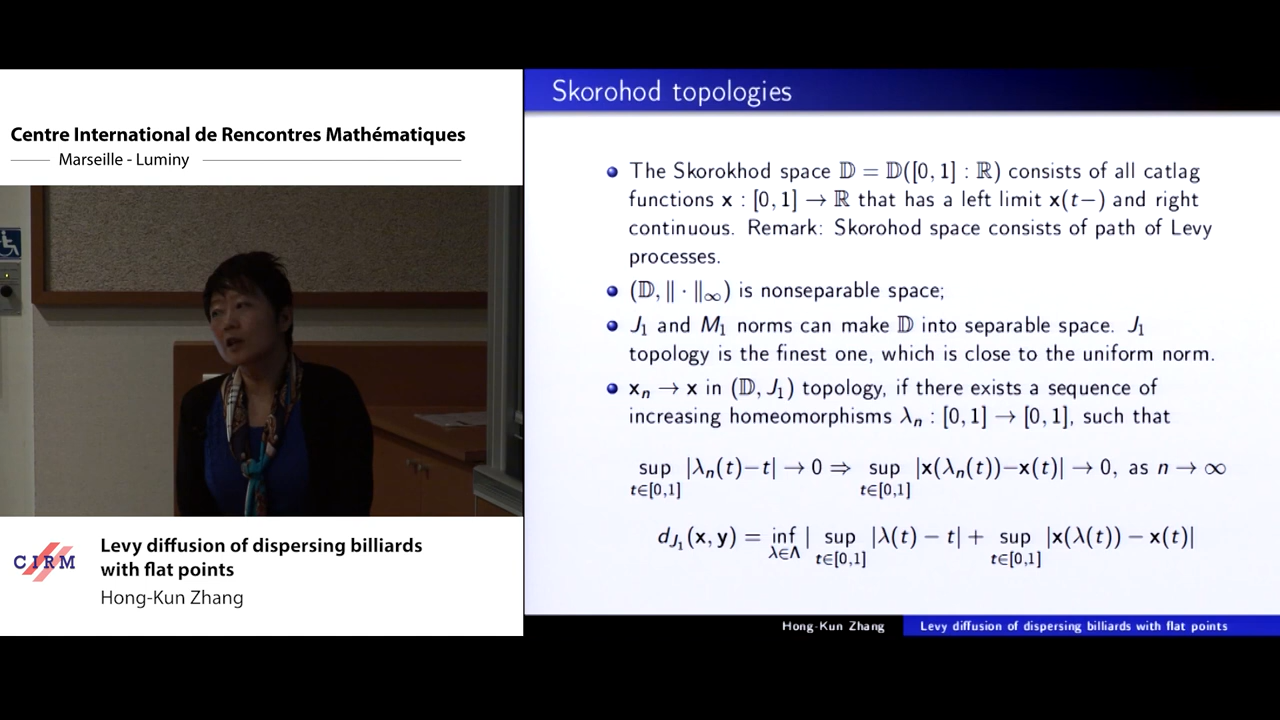 Centre International de Rencontres Mathématiques
Marseille - Luminy
CIRM
Levy diffusion of dispersing billiards
with flat points
Hong-Kun Zhang
Skorohod topologies
The Skorokhod space 𝔻 = 𝔻([0, 1] : ℝ) consists of all catlag
functions x : [0, 1] → ℝ that has a left limit x(t−) and right
continuous. Remark: Skorohod space consists of path of Levy
processes.
(𝔻, ‖ · ‖∞) is nonseparable space;
J₁ and M₁ norms can make 𝔻 into separable space. J₁
topology is the finest one, which is close to the uniform norm.
xₙ → x in (𝔻, J₁) topology, if there exists a sequence of
increasing homeomorphisms λₙ : [0, 1] → [0, 1], such that
sup |λₙ(t)−t| → 0 ⇒ sup |x(λₙ(t))−x(t)| → 0, as n → ∞
t∈[0,1] t∈[0,1]
d_J₁(x, y) = inf | sup |λ(t) − t| + sup |x(λ(t)) − x(t)|
λ∈Λ t∈[0,1] t∈[0,1]
Hong-Kun Zhang Levy diffusion of dispersing billiards with flat points